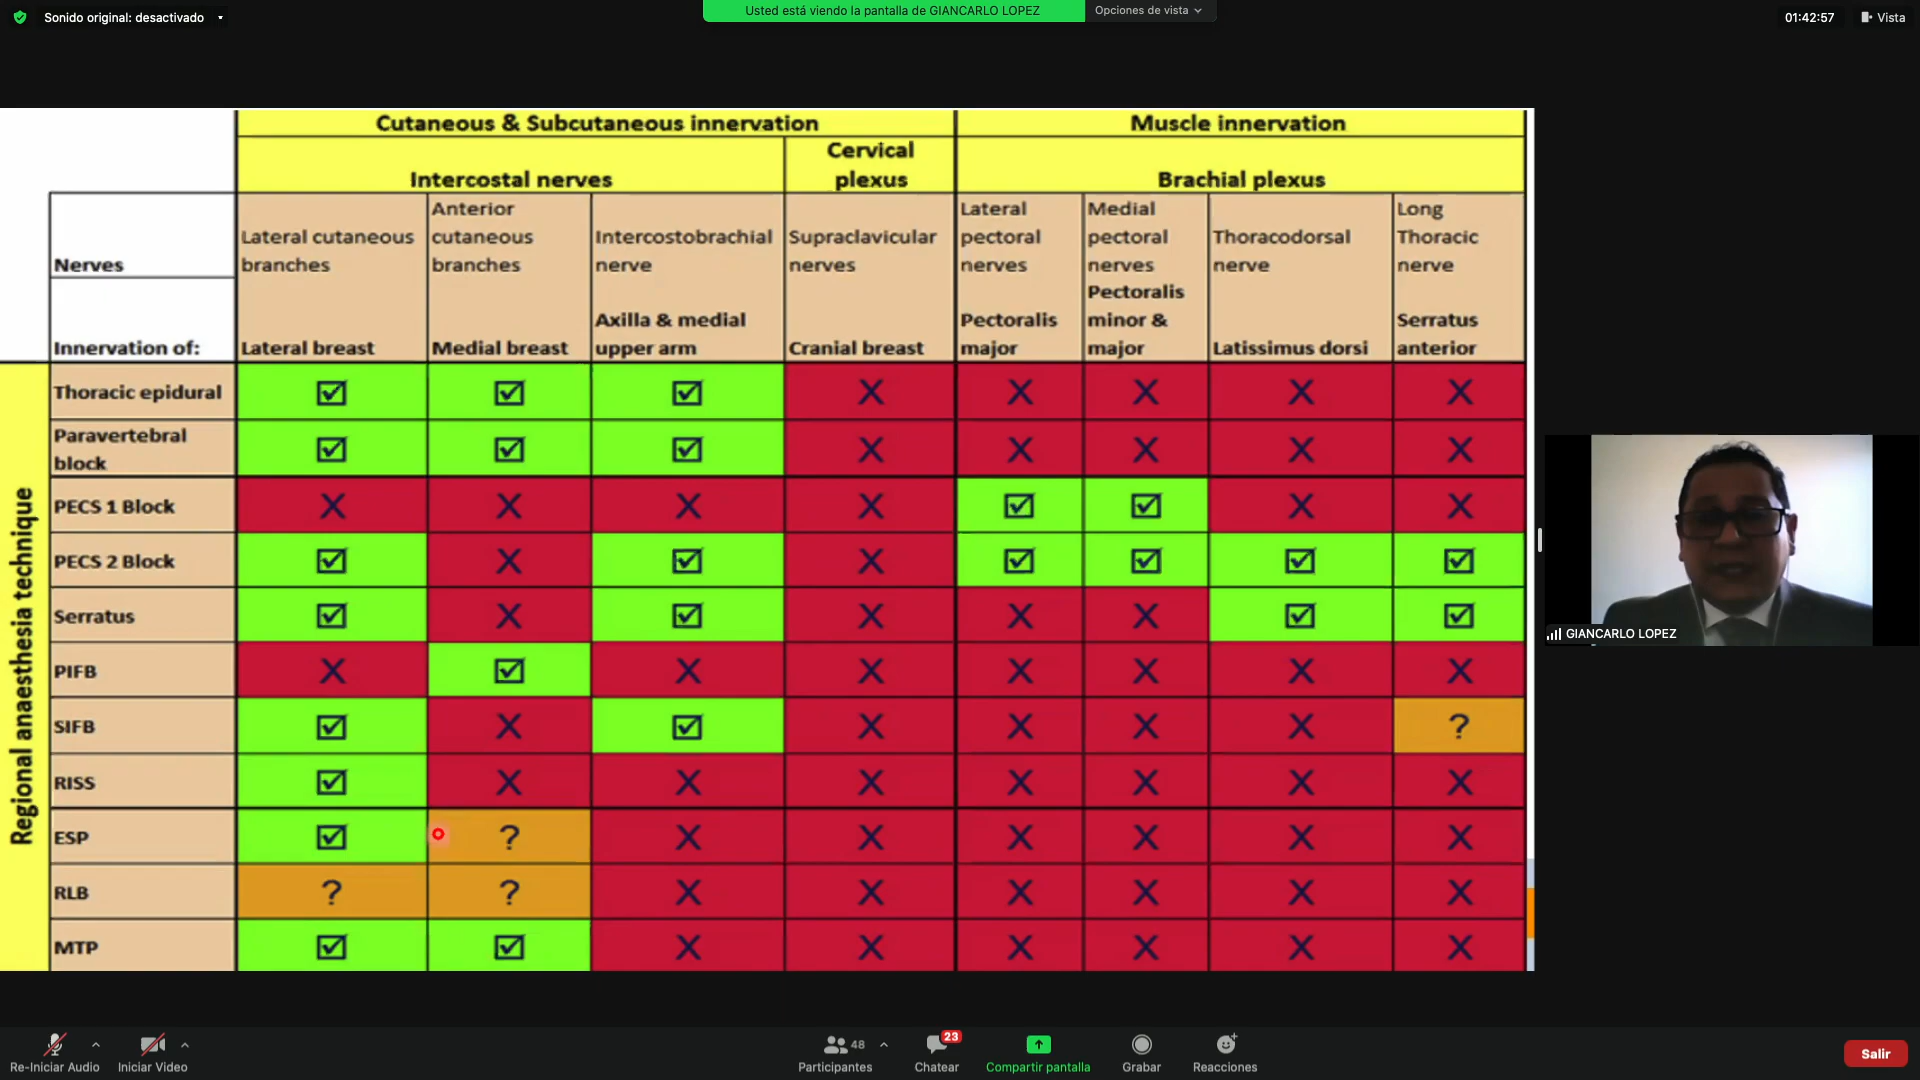 Sonido original: desactivado
Usted está viendo la pantalla de GIANCARLO LOPEZ
Opciones de vista
01:42:57
Vista
Cutaneous & Subcutaneous innervation
Muscle innervation
Intercostal nerves
Cervical
plexus
Brachial plexus
Nerves
Lateral cutaneous
branches
Anterior
cutaneous
branches
Intercostobrachial
nerve
Supraclavicular
nerves
Lateral
pectoral
nerves
Medial
pectoral
nerves
Thoracodorsal
nerve
Long
Thoracic
nerve
Innervation of:
Lateral breast
Medial breast
Axilla & medial
upper arm
Cranial breast
Pectoralis
major
Pectoralis
minor &
major
Latissimus dorsi
Serratus
anterior
Regional anaesthesia technique
Thoracic epidural
☑ ☑ ☑ X X X X X
Paravertebral
block
☑ ☑ ☑ X X X X X
PECS 1 Block
X X X X ☑ ☑ X X
PECS 2 Block
☑ X ☑ X ☑ ☑ ☑ ☑
Serratus
☑ X ☑ X X X ☑ ☑
PIFB
X ☑ X X X X X X
SIFB
☑ X ☑ X X X X ?
RISS
☑ X X X X X X X
ESP
☑ ? X X X X X X
RLB
? ? X X X X X X
MTP
☑ ☑ X X X X X X
GIANCARLO LOPEZ
Re-Iniciar Audio
Iniciar Video
48
Participantes
23
Chatear
Compartir pantalla
Grabar
Reacciones
Salir